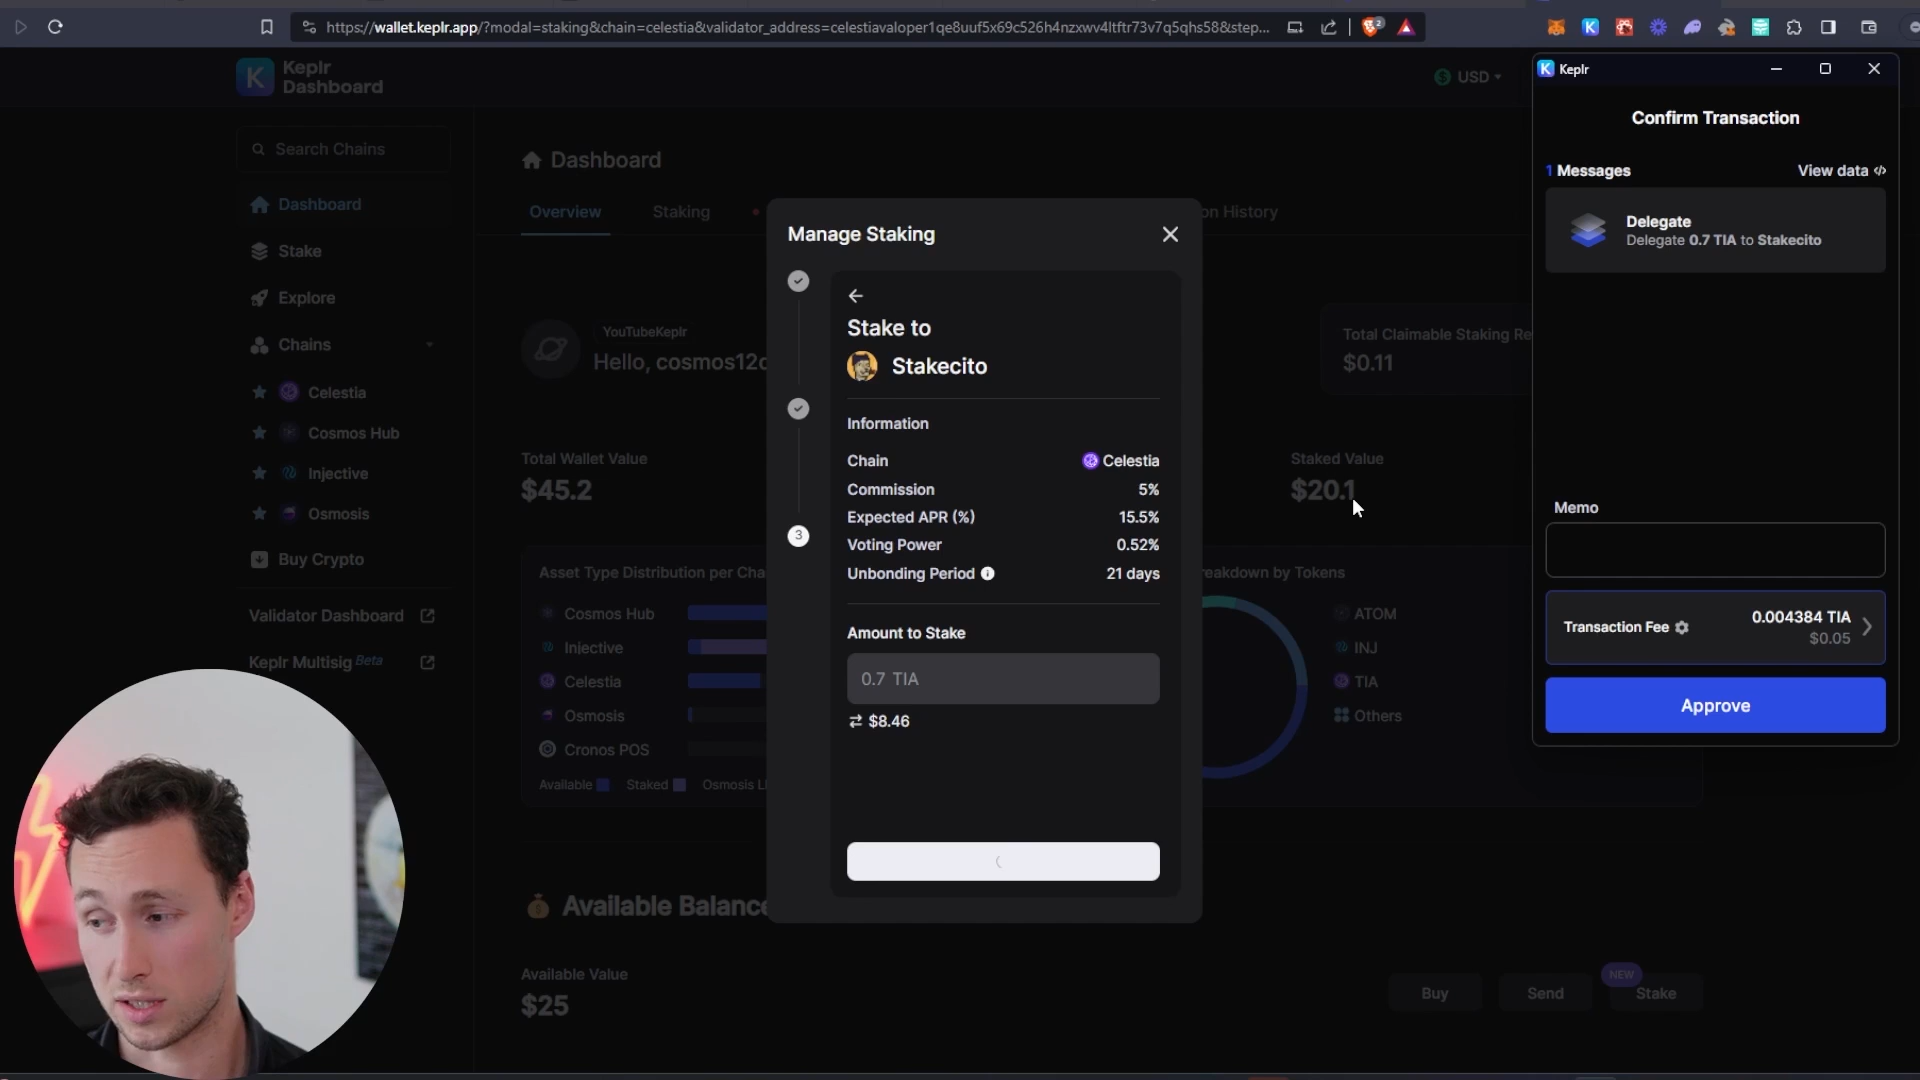 https://wallet.keplr.app/?modal=staking&chain=celestia&validator_address=celestiavaloper1qe8uuf5x69c526h4nzxwv4ltftr73v7q5qhs58&step...
2
Keplr
Dashboard
USD
Search Chains
Dashboard
Stake
Explore
Chains
Celestia
Cosmos Hub
Injective
Osmosis
Buy Crypto
Validator Dashboard
Keplr Multisig Beta
Dashboard
Overview
Staking
on History
YouTubeKeplr
Hello, cosmos12c
Total Claimable Staking Re
$0.11
Total Wallet Value
$45.2
Staked Value
$20.1
Asset Type Distribution per Cha
Cosmos Hub
Injective
Celestia
Osmosis
Cronos POS
Available
Staked
Osmosis L
reakdown by Tokens
ATOM
INJ
TIA
Others
Available Balance
Available Value
$25
Buy
Send
NEW
Stake
Manage Staking
Stake to
Stakecito
Information
Chain Celestia
Commission 5%
Expected APR (%) 15.5%
Voting Power 0.52%
Unbonding Period 21 days
3
Amount to Stake
0.7 TIA
$8.46
K Keplr
Confirm Transaction
1 Messages
View data </>
Delegate
Delegate 0.7 TIA to Stakecito
Memo
Transaction Fee
0.004384 TIA
$0.05
Approve